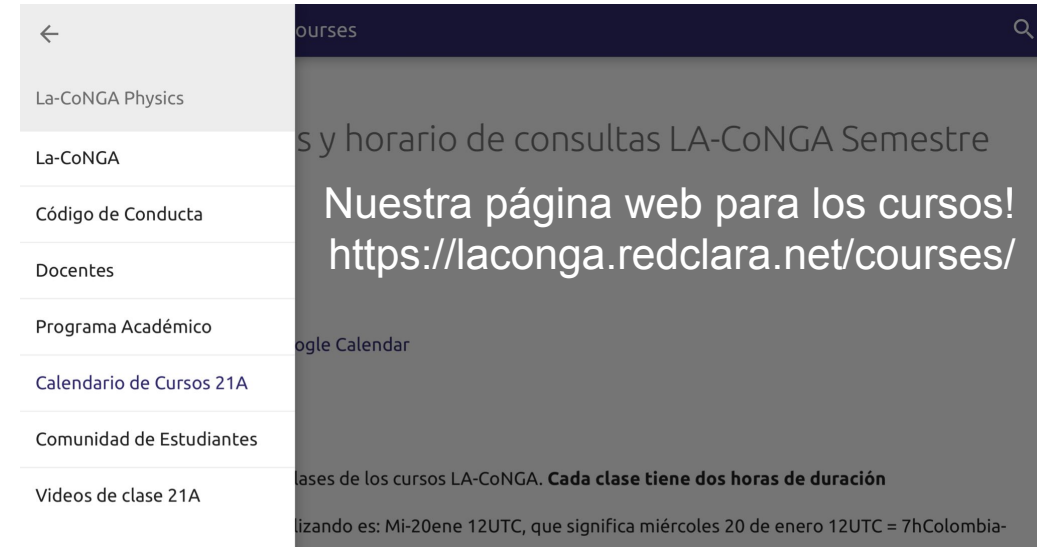 ourses
La-CoNGA Physics
La-CoNGA
Código de Conducta
Docentes
Programa Académico
Calendario de Cursos 21A
Comunidad de Estudiantes
Videos de clase 21A
s y horario de consultas LA-CoNGA Semestre
Nuestra página web para los cursos!
https://laconga.redclara.net/courses/
ogle Calendar
lases de los cursos LA-CoNGA. Cada clase tiene dos horas de duración
lizando es: Mi-20ene 12UTC, que significa miércoles 20 de enero 12UTC = 7hColombia-